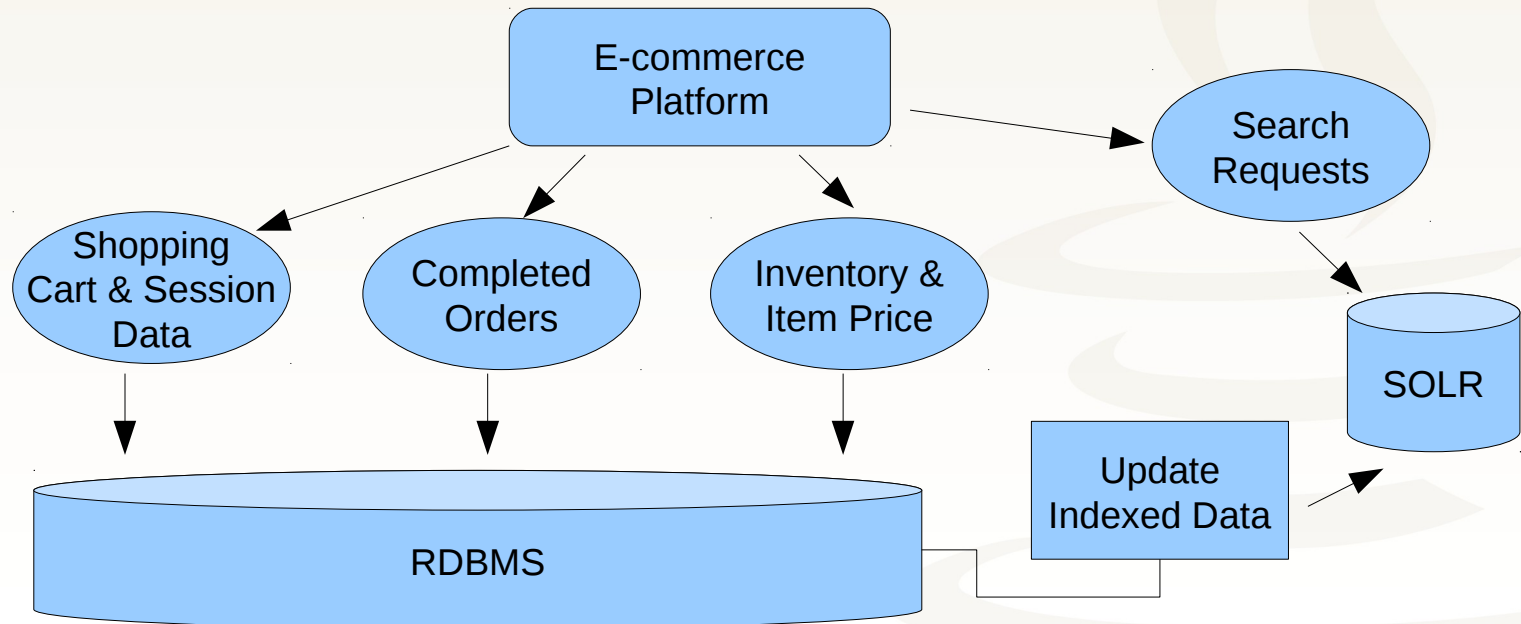 E-commerce
Platform
Search
Requests
Shopping
Cart & Session
Data
Completed
Orders
Inventory &
Item Price
SOLR
Update
Indexed Data
RDBMS